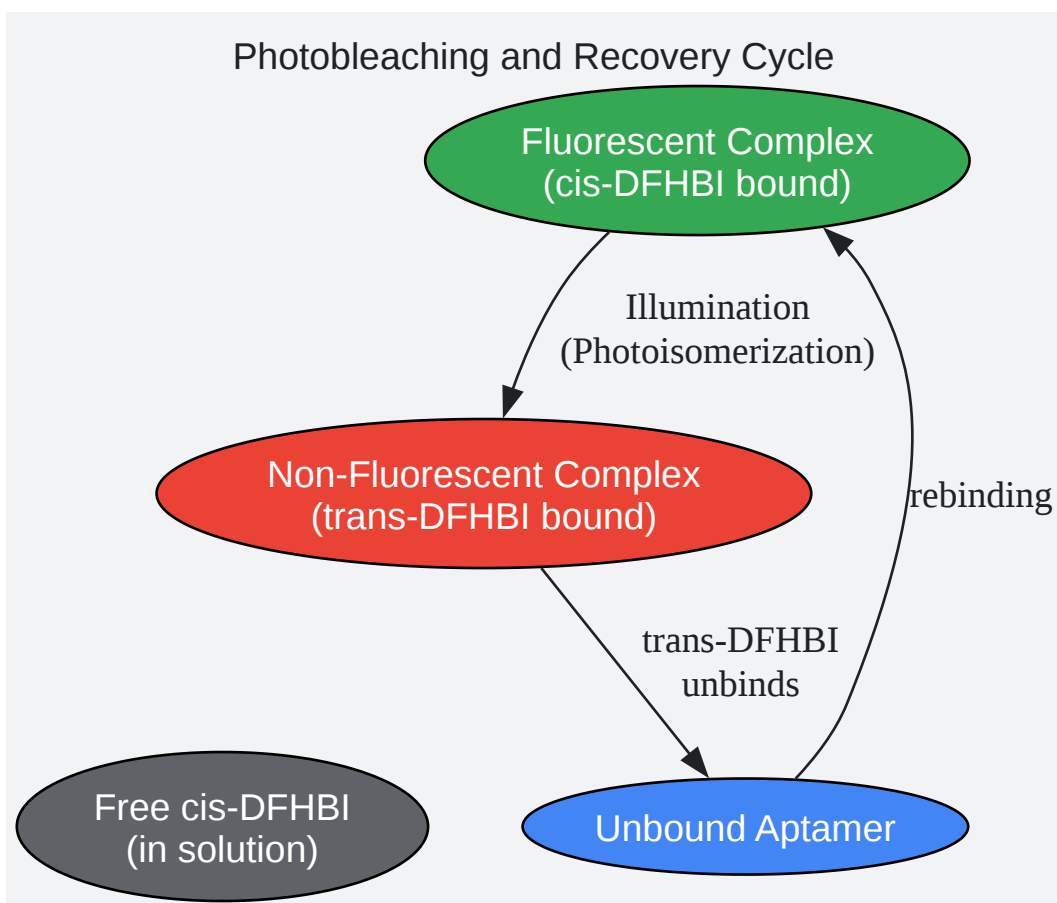 Photobleaching and Recovery Cycle
Fluorescent Complex
(cis-DFHBI bound)
Illumination
(Photoisomerization)
Non-Fluorescent Complex
(trans-DFHBI bound)
rebinding
trans-DFHBI
unbinds
Free cis-DFHBI
(in solution)
Unbound Aptamer